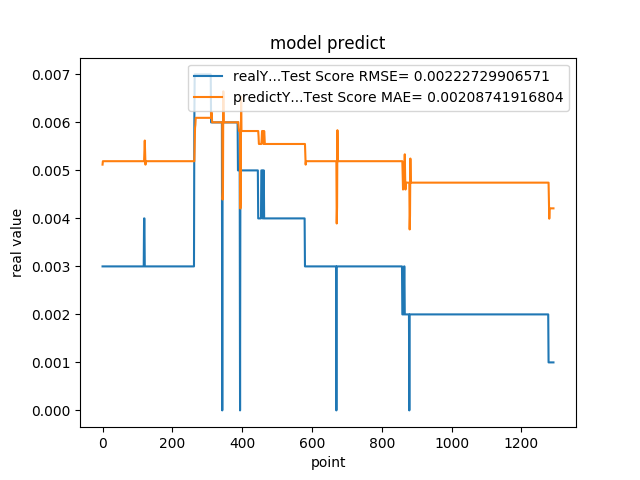 model predict
realY...Test Score RMSE= 0.00222729906571
predictY...Test Score MAE= 0.00208741916804
0.007
0.006
0.005
0.004
0.003
0.002
0.001
0.000
real value
0 200 400 600 800 1000 1200
point